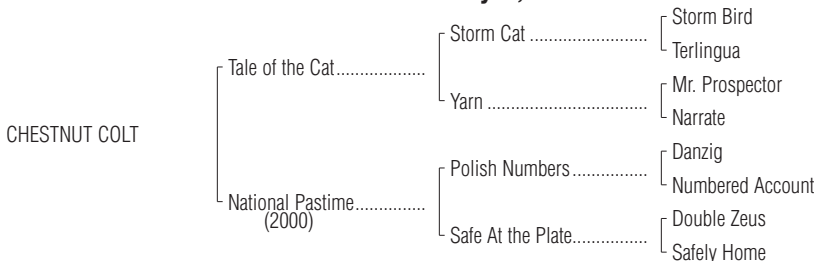 Storm Bird
Storm Cat ......................
Terlingua
Tale of the Cat...................
Mr. Prospector
Yarn ..............................
Narrate
CHESTNUT COLT
Danzig
Polish Numbers..............
Numbered Account
National Pastime...............
(2000)
Double Zeus
Safe At the Plate..............
Safely Home